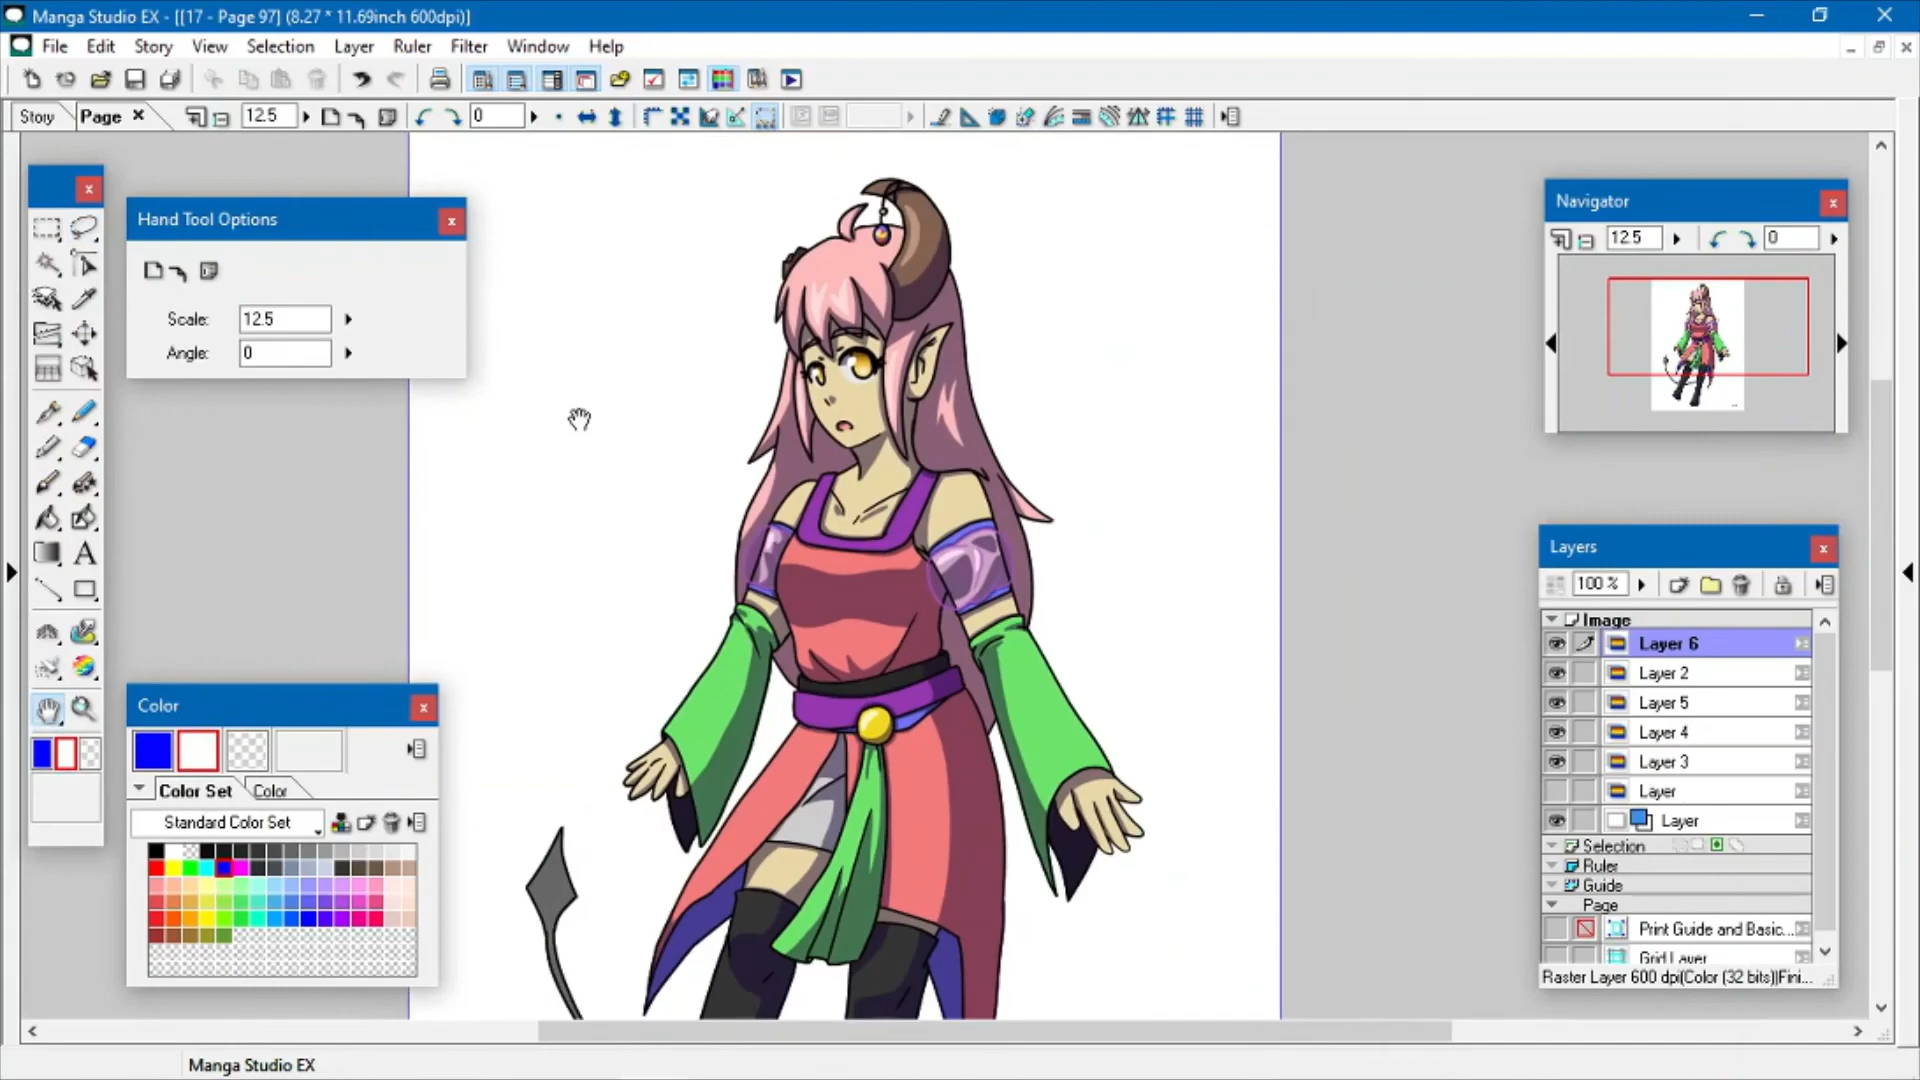 Manga Studio EX - [[17 - Page 97] (8.27 * 11.69inch 600dpi)]
File Edit Story View Selection Layer Ruler Filter Window Help
Story Page 12.5 0
Hand Tool Options
Scale: 12.5
Angle: 0
Navigator
12.5 0
Color
Color Set Color
Standard Color Set
Layers
100 %
Image
Layer 6
Layer 2
Layer 5
Layer 4
Layer 3
Layer
Layer
Selection
Ruler
Guide
Page
Print Guide and Basic...
Grid Layer
Raster Layer 600 dpi(Color (32 bits))Fini...
Manga Studio EX